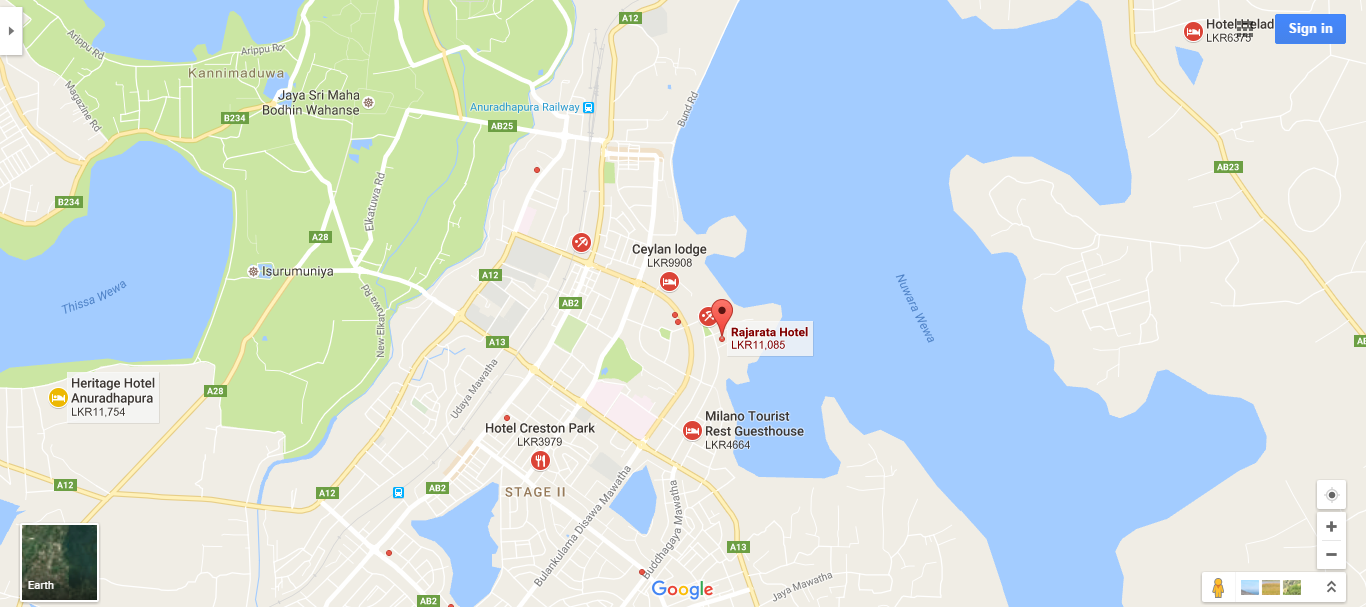 A12
Hotel Helad
LKR6375
Sign in
Arippu Rd
Arippu Rd
Kannimaduwa
Magazine Rd
Jaya Sri Maha
Bodhin Wahanse
Anuradhapura Railway
Bund Rd
B234
AB25
AB23
B234
Elkatuwa Rd
A28
Ceylan lodge
LKR9908
Isurumuniya
A12
Thissa Wewa
New Elkatuwa Rd
AB2
Nuwara Wewa
Rajarata Hotel
LKR11,085
A13
Udaya Mawatha
Heritage Hotel
Anuradhapura
LKR11,754
A28
Milano Tourist
Rest Guesthouse
LKR4664
Hotel Creston Park
LKR3979
A12
A12
AB2
STAGE II
Bulankulama Disawa Mawatha
Buddhagaya Mawatha
A13
Jaya Mawatha
Earth
Google
AB2